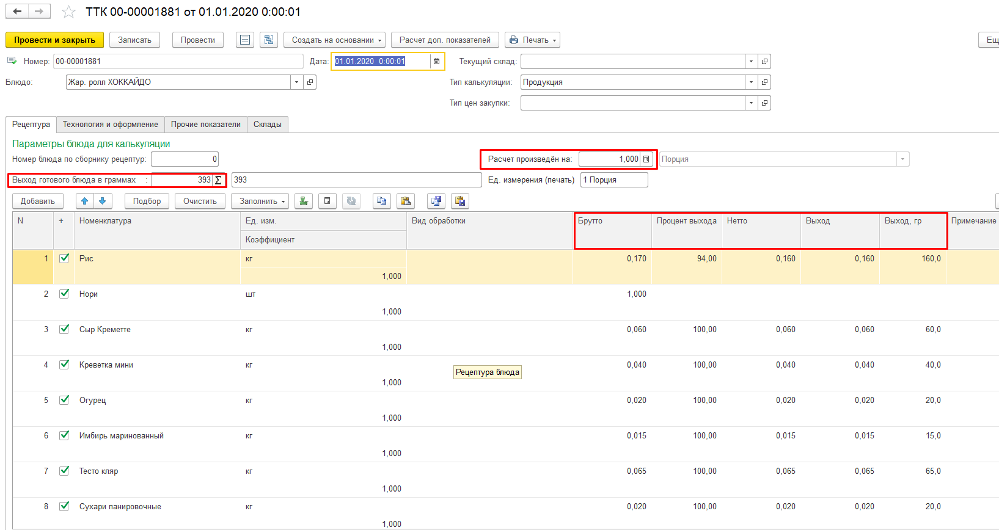 ТТК 00-00001881 от 01.01.2020 0:00:01
Провести и закрыть Записать Провести Создать на основании Расчет доп. показателей Печать Ещ
Номер: 00-00001881 Дата: 01.01.2020 0:00:01 Текущий склад:
Блюдо: Жар. ролл ХОККАЙДО Тип калькуляции: Продукция
Тип цен закупки:
Рецептура Технология и оформление Прочие показатели Склады
Параметры блюда для калькуляции
Номер блюда по сборнику рецептур: 0 Расчет произведён на: 1,000 Порция
Выход готового блюда в граммах : 393 Σ 393 Ед. измерения (печать) 1 Порция
Добавить Подбор Очистить Заполнить
N + Номенклатура Ед. изм. Вид обработки Брутто Процент выхода Нетто Выход Выход, гр Примечание
Коэффициент
1 Рис кг 0,170 94,00 0,160 0,160 160,0
1,000
2 Нори шт 1,000
1,000
3 Сыр Креметте кг 0,060 100,00 0,060 0,060 60,0
1,000
4 Креветка мини кг 0,040 100,00 0,040 0,040 40,0
Рецептура блюда
1,000
5 Огурец кг 0,020 100,00 0,020 0,020 20,0
1,000
6 Имбирь маринованный кг 0,015 100,00 0,015 0,015 15,0
1,000
7 Тесто кляр кг 0,065 100,00 0,065 0,065 65,0
1,000
8 Сухари панировочные кг 0,020 100,00 0,020 0,020 20,0
1,000